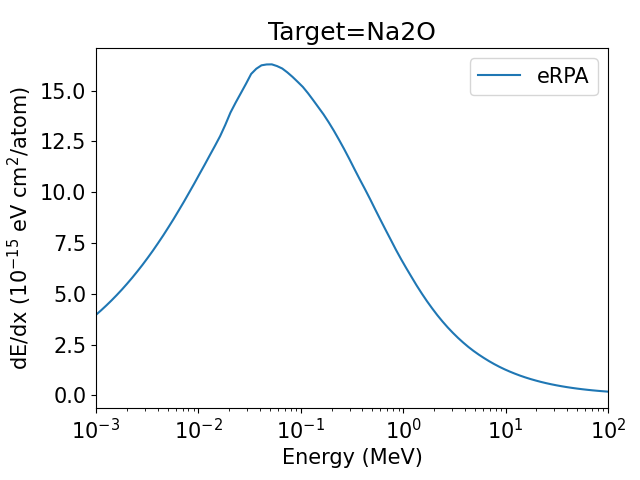 Target=Na2O
eRPA
dE/dx (10⁻¹⁵ eV cm²/atom)
15.0
12.5
10.0
7.5
5.0
2.5
0.0
10⁻³ 10⁻² 10⁻¹ 10⁰ 10¹ 10²
Energy (MeV)